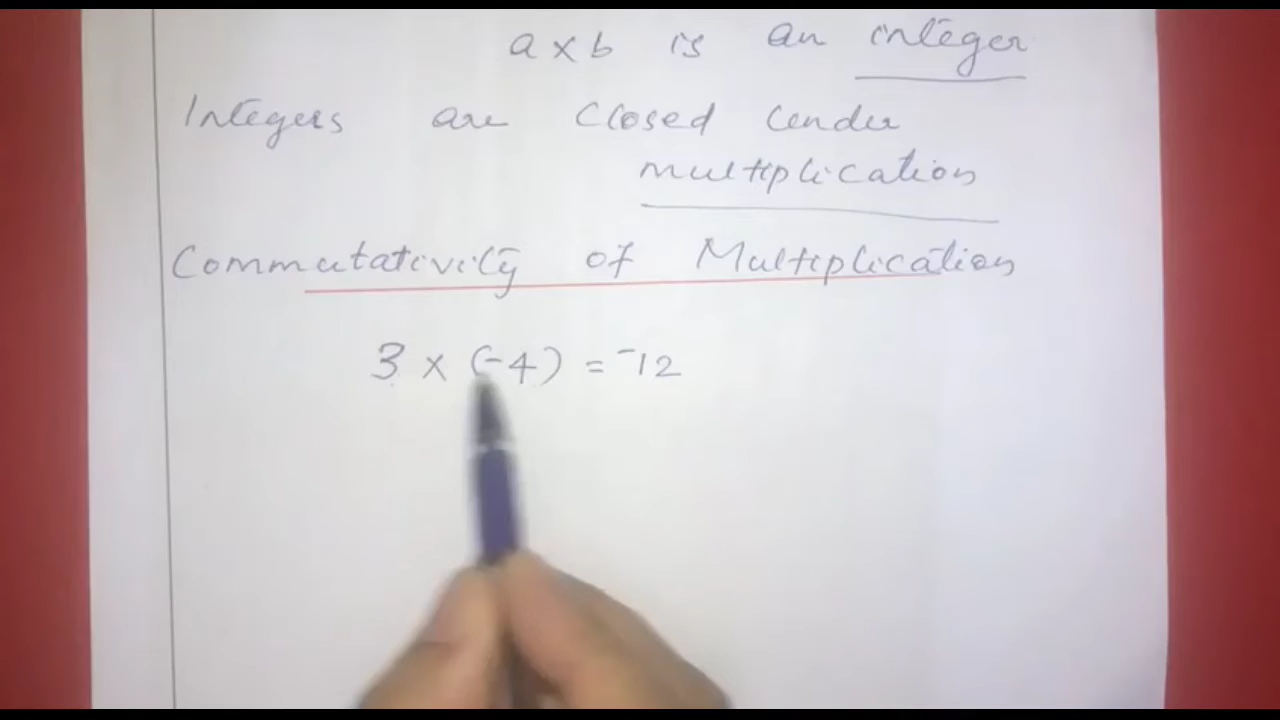 a x b is an integer
Integers are closed under
multiplication
Commutativity of Multiplication
3 x (-4) = -12